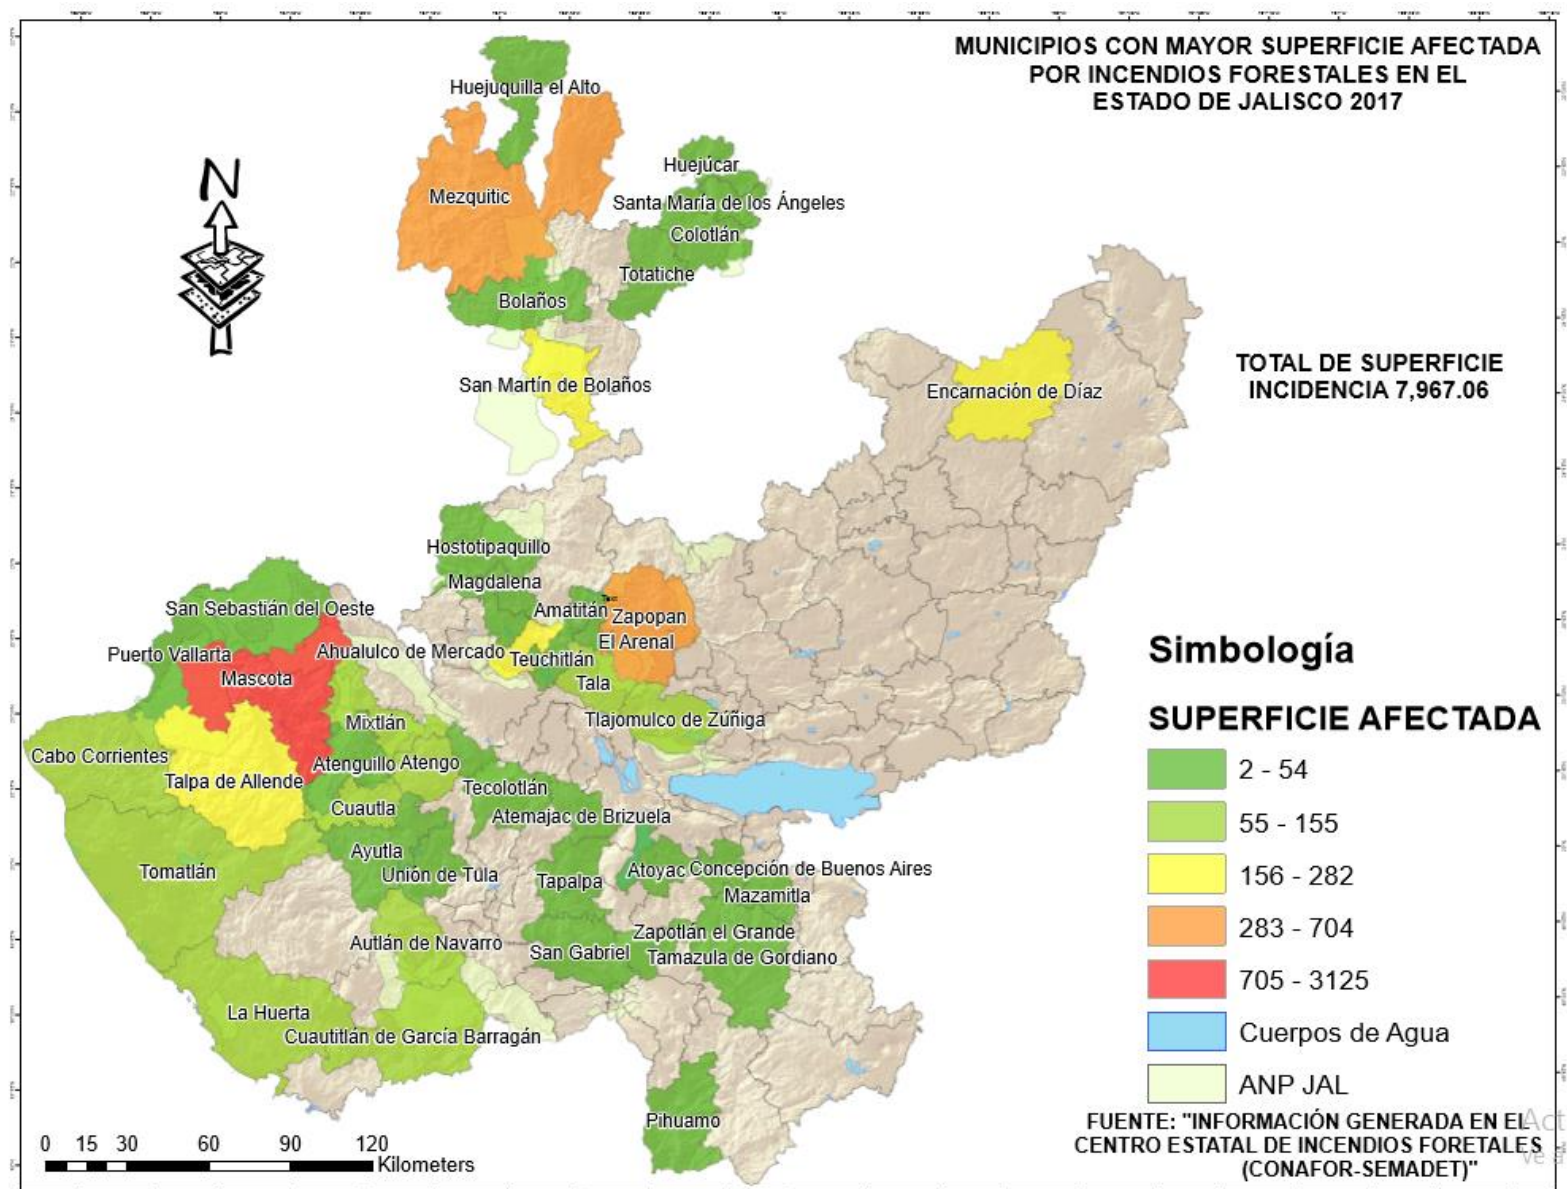 MUNICIPIOS CON MAYOR SUPERFICIE AFECTADA
POR INCENDIOS FORESTALES EN EL
ESTADO DE JALISCO 2017
Huejuquilla el Alto
Huejúcar
N
Mezquitic
Santa María de los Ángeles
Colotlán
Totatiche
Bolaños
TOTAL DE SUPERFICIE
INCIDENCIA 7,967.06
San Martín de Bolaños
Encarnación de Díaz
Hostotipaquillo
Magdalena
San Sebastián del Oeste
Amatitán
Zapopan
El Arenal
Puerto Vallarta
Ahualulco de Mercado
Teuchitlán
Mascota
Tala
Mixtlán
Tlajomulco de Zúñiga
Cabo Corrientes
Atenguillo
Atengo
Talpa de Allende
Tecolotlán
Cuautla
Atemajac de Brizuela
Ayutla
Tomatlán
Unión de Tula
Tapalpa
Atoyac
Concepción de Buenos Aires
Mazamitla
Autlán de Navarro
San Gabriel
Zapotlán el Grande
Tamazula de Gordiano
La Huerta
Cuautitlán de García Barragán
Pihuamo
Simbología
SUPERFICIE AFECTADA
2 - 54
55 - 155
156 - 282
283 - 704
705 - 3125
Cuerpos de Agua
ANP JAL
0 15 30 60 90 120
Kilometers
FUENTE: "INFORMACIÓN GENERADA EN EL
CENTRO ESTATAL DE INCENDIOS FORETALES
(CONAFOR-SEMADET)"